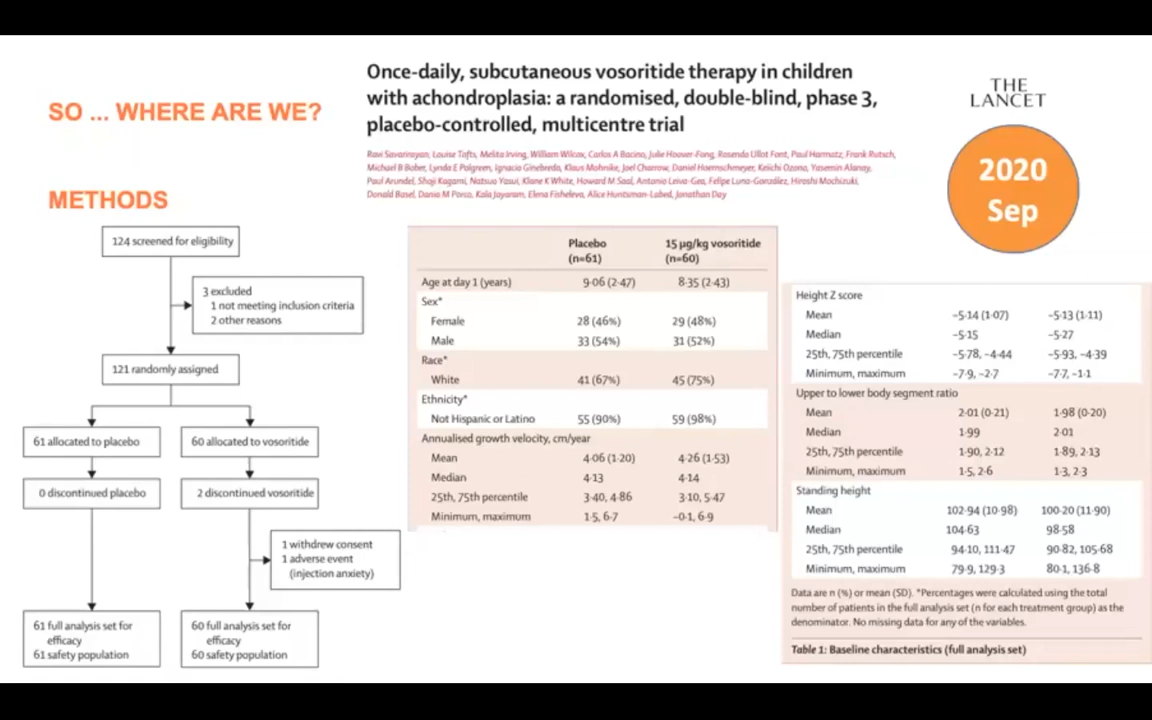 SO ... WHERE ARE WE?
METHODS
Once-daily, subcutaneous vosoritide therapy in children
with achondroplasia: a randomised, double-blind, phase 3,
placebo-controlled, multicentre trial
Ravi Savarirayan, Louise Tofts, Melita Irving, William Wilcox, Carlos A Bacino, Julie Hoover-Fong, Rosendo Ullot Font, Paul Harmatz, Frank Rutsch,
Michael B Bober, Lynda E Polgreen, Ignacio Ginebreda, Klaus Mohnike, Joel Charrow, Daniel Hoernschemeyer, Keiichi Ozono, Yasemin Alanay,
Paul Arundel, Shoji Kagami, Natsuo Yasui, Klane K White, Howard M Saal, Antonio Leiva-Gea, Felipe Luna-González, Hiroshi Mochizuki,
Donald Basel, Dania M Porco, Kala Jayaram, Elena Fisheleva, Alice Huntsman-Labed, Jonathan Day
THE
LANCET
2020
Sep
124 screened for eligibility
3 excluded
1 not meeting inclusion criteria
2 other reasons
121 randomly assigned
61 allocated to placebo
60 allocated to vosoritide
0 discontinued placebo
2 discontinued vosoritide
1 withdrew consent
1 adverse event
(injection anxiety)
61 full analysis set for
efficacy
61 safety population
60 full analysis set for
efficacy
60 safety population
Placebo
(n=61)
15 µg/kg vosoritide
(n=60)
Age at day 1 (years) 9·06 (2·47) 8·35 (2·43)
Sex*
Female 28 (46%) 29 (48%)
Male 33 (54%) 31 (52%)
Race*
White 41 (67%) 45 (75%)
Ethnicity*
Not Hispanic or Latino 55 (90%) 59 (98%)
Annualised growth velocity, cm/year
Mean 4·06 (1·20) 4·26 (1·53)
Median 4·13 4·14
25th, 75th percentile 3·40, 4·86 3·10, 5·47
Minimum, maximum 1·5, 6·7 –0·1, 6·9
Height Z score
Mean –5·14 (1·07) –5·13 (1·11)
Median –5·15 –5·27
25th, 75th percentile –5·78, –4·44 –5·93, –4·39
Minimum, maximum –7·9, –2·7 –7·7, –1·1
Upper to lower body segment ratio
Mean 2·01 (0·21) 1·98 (0·20)
Median 1·99 2·01
25th, 75th percentile 1·90, 2·12 1·89, 2·13
Minimum, maximum 1·5, 2·6 1·3, 2·3
Standing height
Mean 102·94 (10·98) 100·20 (11·90)
Median 104·63 98·58
25th, 75th percentile 94·10, 111·47 90·82, 105·68
Minimum, maximum 79·9, 129·3 80·1, 136·8
Data are n (%) or mean (SD). *Percentages were calculated using the total
number of patients in the full analysis set (n for each treatment group) as the
denominator. No missing data for any of the variables.
Table 1: Baseline characteristics (full analysis set)